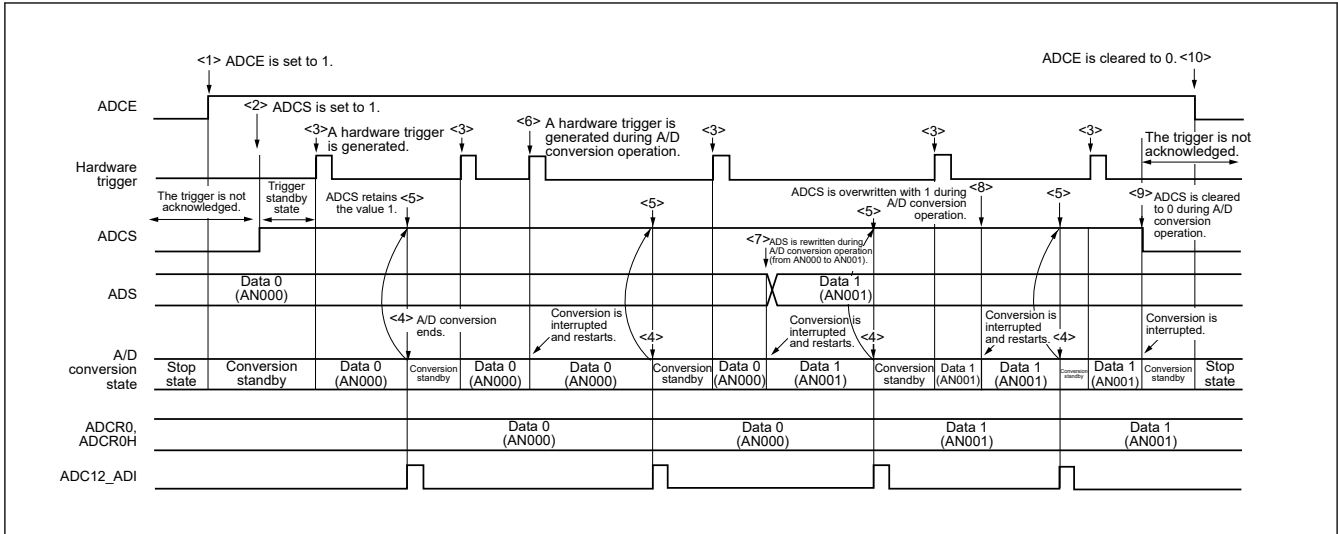 <1> ADCE is set to 1.
ADCE is cleared to 0. <10>
ADCE
<2> ADCS is set to 1.
<3> A hardware trigger
is generated.
<3>
<6> A hardware trigger is
generated during A/D
conversion operation.
<3>
<3>
<3>
The trigger is not
acknowledged.
Hardware
trigger
The trigger is not
acknowledged.
Trigger
standby
state
ADCS retains
the value 1.
<5>
<5>
ADCS is overwritten with 1 during
A/D conversion
operation.
<8>
<5>
<5>
<9> ADCS is cleared
to 0 during A/D
conversion
operation.
ADCS
<7> ADS is rewritten during
A/D conversion operation
(from AN000 to AN001).
ADS
Data 0
(AN000)
Data 1
(AN001)
<4> A/D conversion
ends.
Conversion is
interrupted
and restarts.
<4>
Conversion is
interrupted
and restarts.
<4>
Conversion is
interrupted
and restarts.
<4>
Conversion is
interrupted.
A/D
conversion
state
Stop
state
Conversion
standby
Data 0
(AN000)
Conversion
standby
Data 0
(AN000)
Data 0
(AN000)
Conversion
standby
Data 0
(AN000)
Data 1
(AN001)
Conversion
standby
Data 1
(AN001)
Data 1
(AN001)
Conversion
standby
Data 1
(AN001)
Conversion
standby
Stop
state
ADCR0,
ADCR0H
Data 0
(AN000)
Data 0
(AN000)
Data 1
(AN001)
Data 1
(AN001)
ADC12_ADI